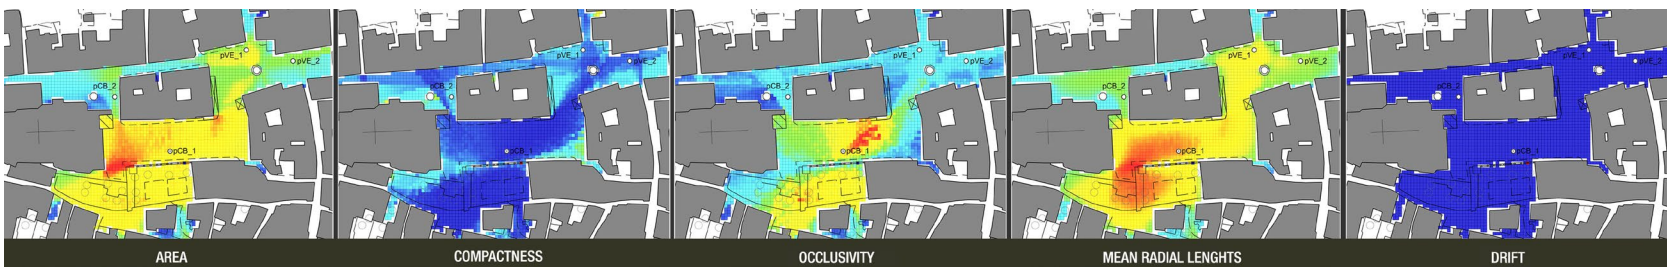 pVE_1
pVE_2
pCB_2
pCB_1
AREA
pVE_1
pVE_2
pCB_2
pCB_1
COMPACTNESS
pVE_1
pVE_2
pCB_2
pCB_1
OCCLUSIVITY
pVE_1
pVE_2
pCB_2
pCB_1
MEAN RADIAL LENGHTS
pVE_1
pVE_2
pCB_2
pCB_1
DRIFT